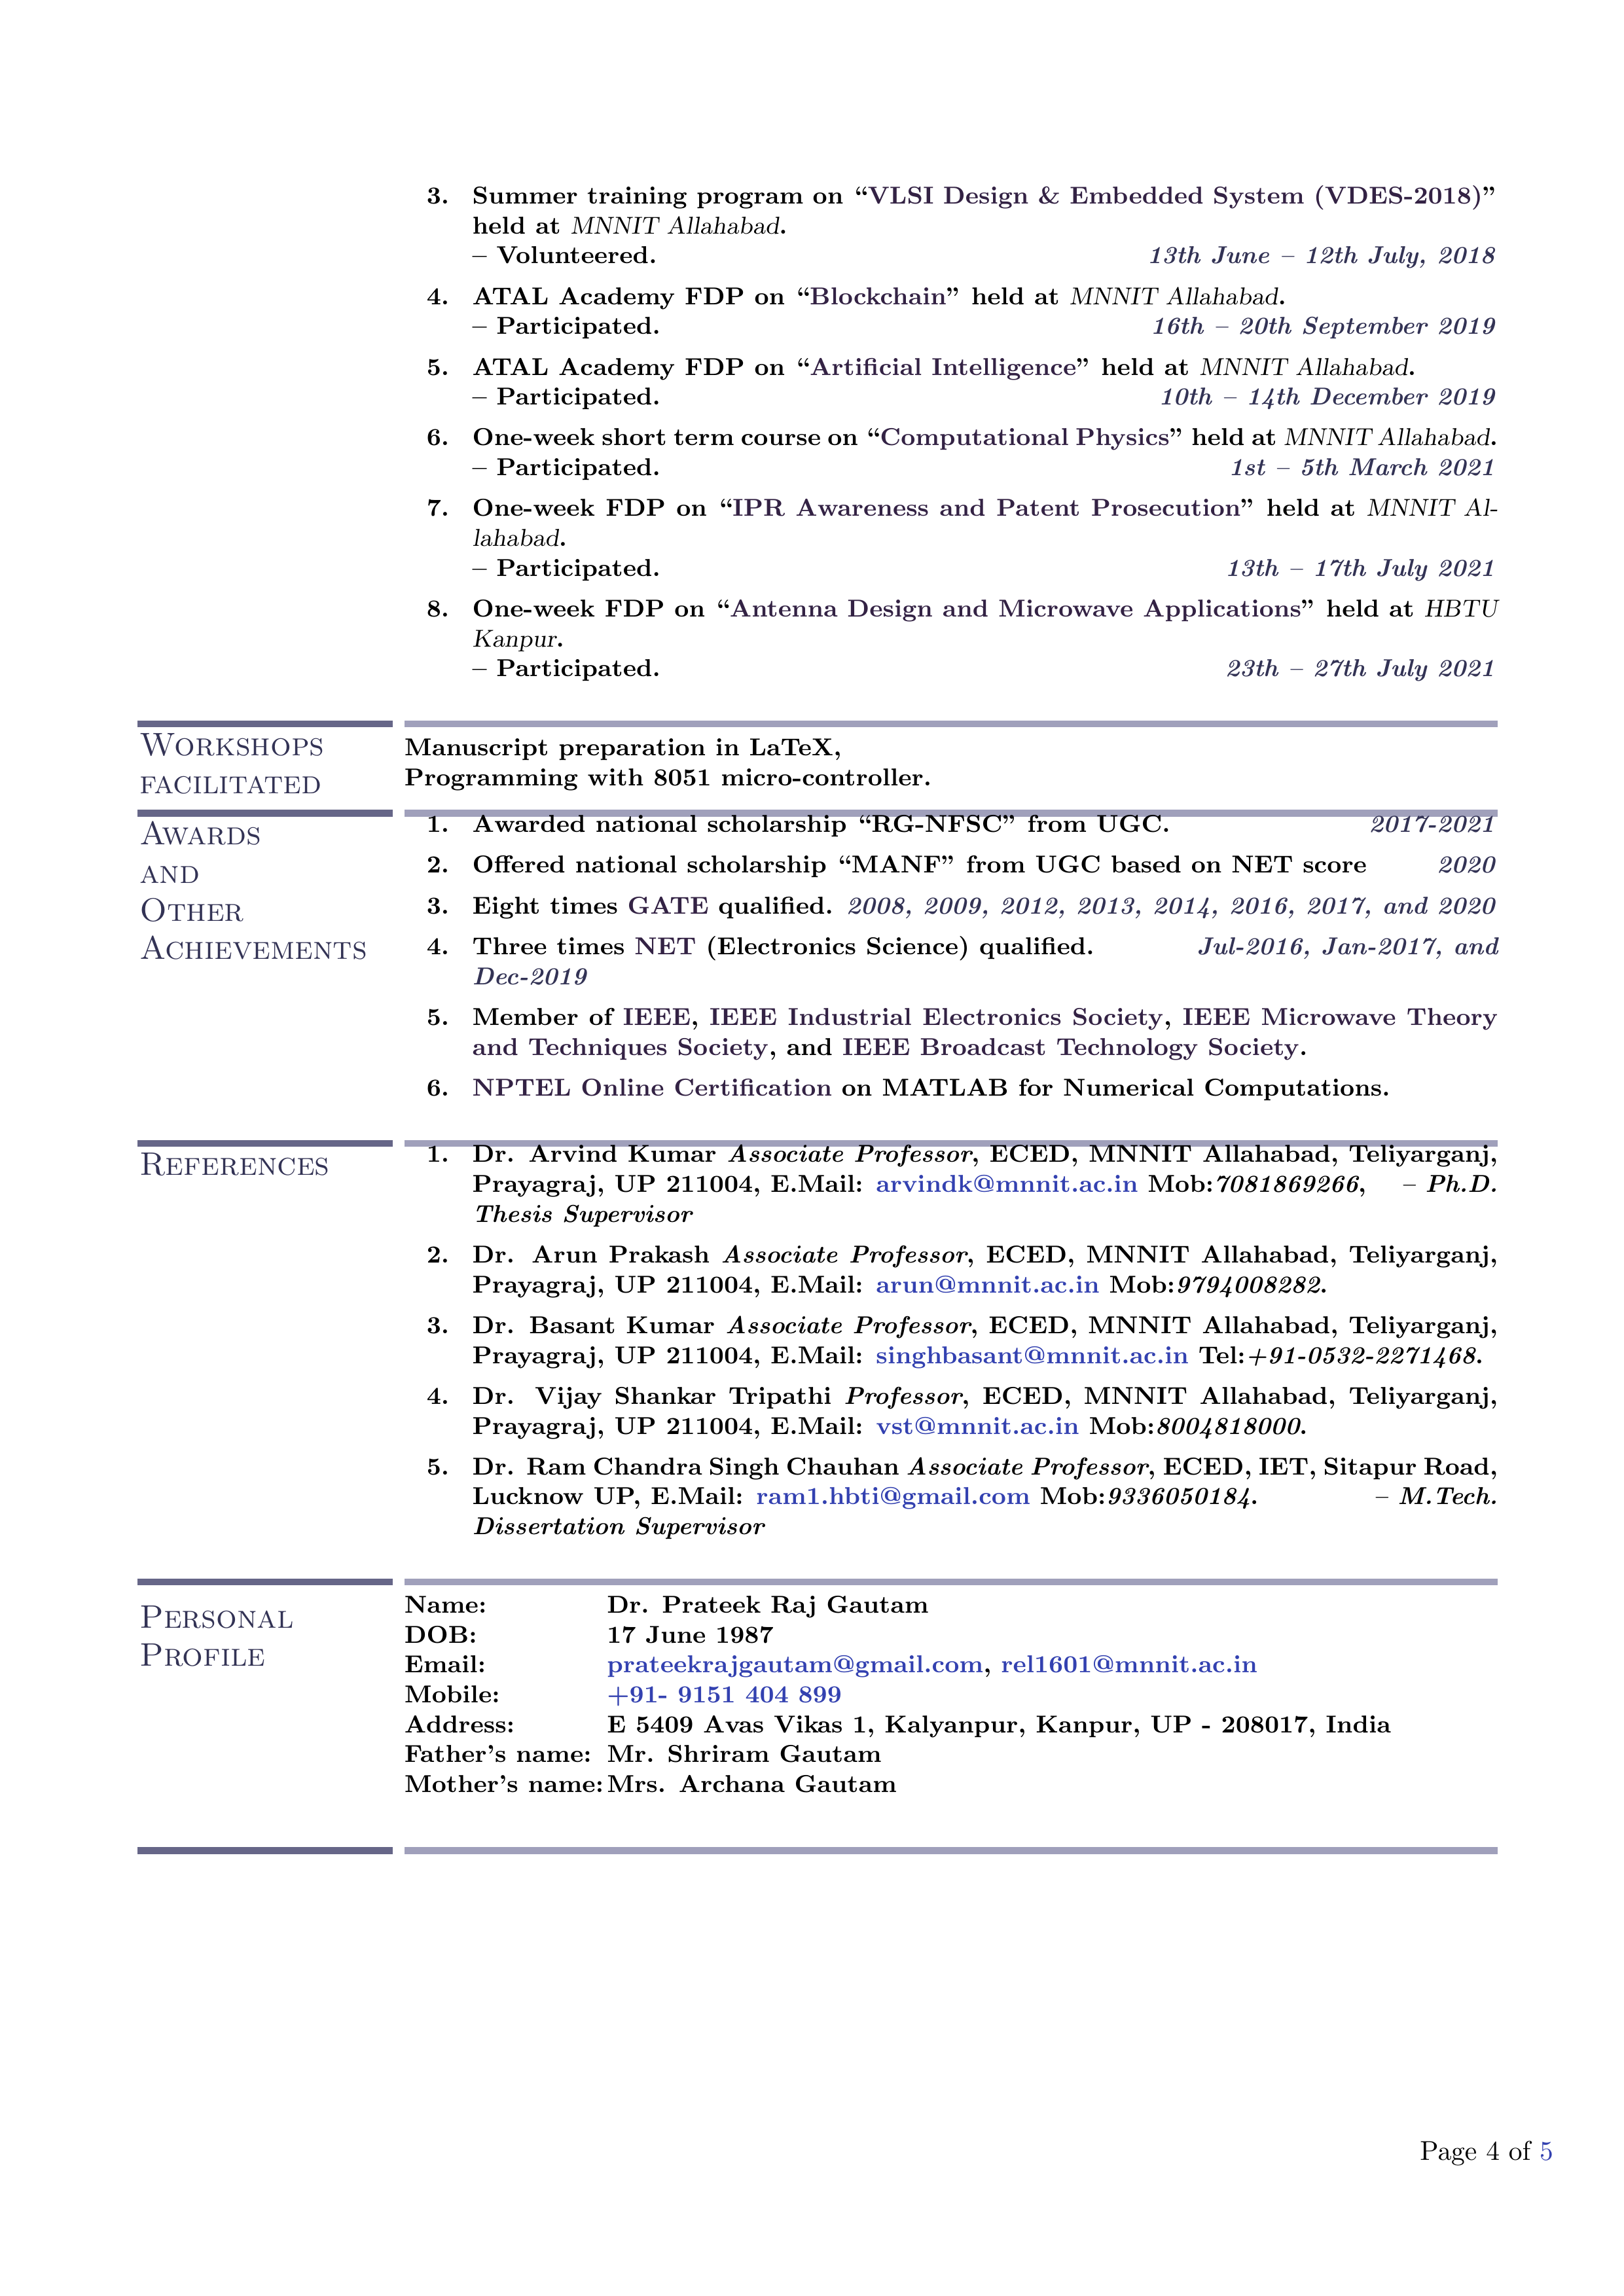 3. Summer training program on “VLSI Design & Embedded System (VDES-2018)”
held at MNNIT Allahabad.
– Volunteered. 13th June – 12th July, 2018
4. ATAL Academy FDP on “Blockchain” held at MNNIT Allahabad.
– Participated. 16th – 20th September 2019
5. ATAL Academy FDP on “Artificial Intelligence” held at MNNIT Allahabad.
– Participated. 10th – 14th December 2019
6. One-week short term course on “Computational Physics” held at MNNIT Allahabad.
– Participated. 1st – 5th March 2021
7. One-week FDP on “IPR Awareness and Patent Prosecution” held at MNNIT Al-
lahabad.
– Participated. 13th – 17th July 2021
8. One-week FDP on “Antenna Design and Microwave Applications” held at HBTU
Kanpur.
– Participated. 23th – 27th July 2021
Workshops
facilitated
Manuscript preparation in LaTeX,
Programming with 8051 micro-controller.
Awards
and
Other
Achievements
1. Awarded national scholarship “RG-NFSC” from UGC. 2017-2021
2. Offered national scholarship “MANF” from UGC based on NET score 2020
3. Eight times GATE qualified. 2008, 2009, 2012, 2013, 2014, 2016, 2017, and 2020
4. Three times NET (Electronics Science) qualified. Jul-2016, Jan-2017, and
Dec-2019
5. Member of IEEE, IEEE Industrial Electronics Society, IEEE Microwave Theory
and Techniques Society, and IEEE Broadcast Technology Society.
6. NPTEL Online Certification on MATLAB for Numerical Computations.
References
1. Dr. Arvind Kumar Associate Professor, ECED, MNNIT Allahabad, Teliyarganj,
Prayagraj, UP 211004, E.Mail: arvindk@mnnit.ac.in Mob:7081869266, – Ph.D.
Thesis Supervisor
2. Dr. Arun Prakash Associate Professor, ECED, MNNIT Allahabad, Teliyarganj,
Prayagraj, UP 211004, E.Mail: arun@mnnit.ac.in Mob:9794008282.
3. Dr. Basant Kumar Associate Professor, ECED, MNNIT Allahabad, Teliyarganj,
Prayagraj, UP 211004, E.Mail: singhbasant@mnnit.ac.in Tel:+91-0532-2271468.
4. Dr. Vijay Shankar Tripathi Professor, ECED, MNNIT Allahabad, Teliyarganj,
Prayagraj, UP 211004, E.Mail: vst@mnnit.ac.in Mob:8004818000.
5. Dr. Ram Chandra Singh Chauhan Associate Professor, ECED, IET, Sitapur Road,
Lucknow UP, E.Mail: ram1.hbti@gmail.com Mob:9336050184. – M.Tech.
Dissertation Supervisor
Personal
Profile
Name: Dr. Prateek Raj Gautam
DOB: 17 June 1987
Email: prateekrajgautam@gmail.com, rel1601@mnnit.ac.in
Mobile: +91- 9151 404 899
Address: E 5409 Avas Vikas 1, Kalyanpur, Kanpur, UP - 208017, India
Father’s name: Mr. Shriram Gautam
Mother’s name: Mrs. Archana Gautam
Page 4 of 5